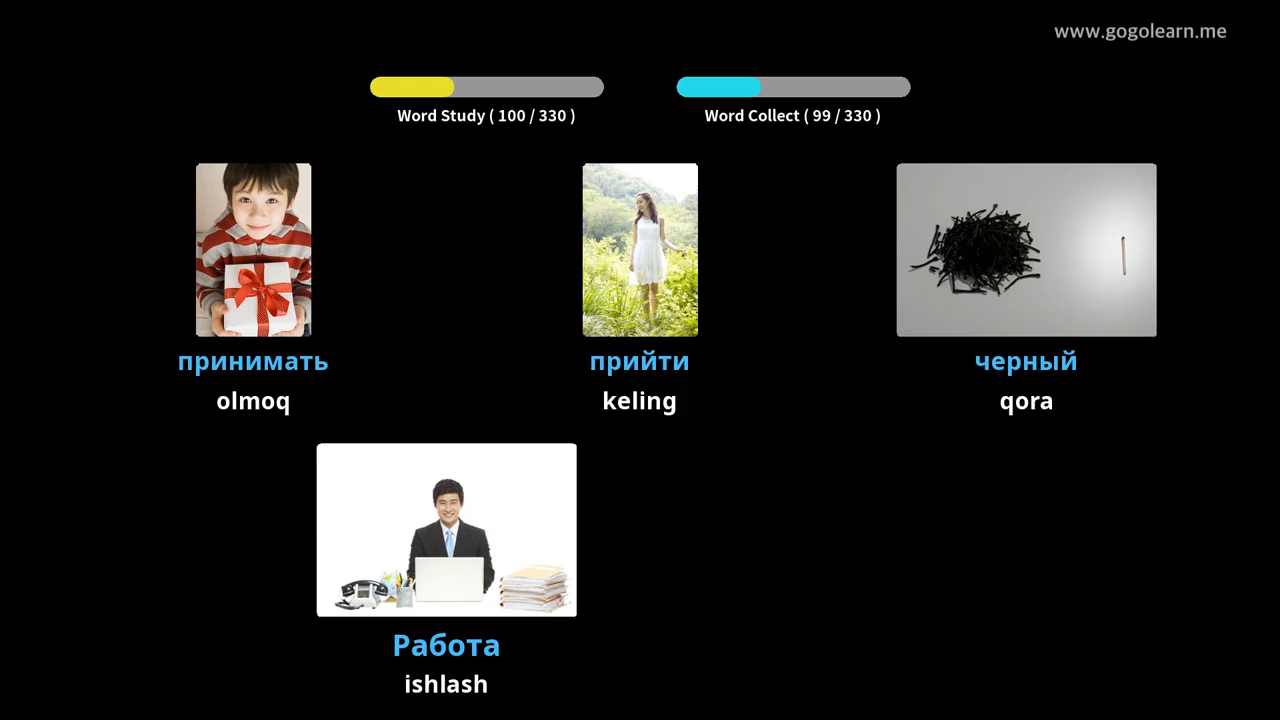 www.gogolearn.me
Word Study ( 100 / 330 )
Word Collect ( 99 / 330 )
принимать
olmoq
прийти
keling
черный
qora
Работа
ishlash